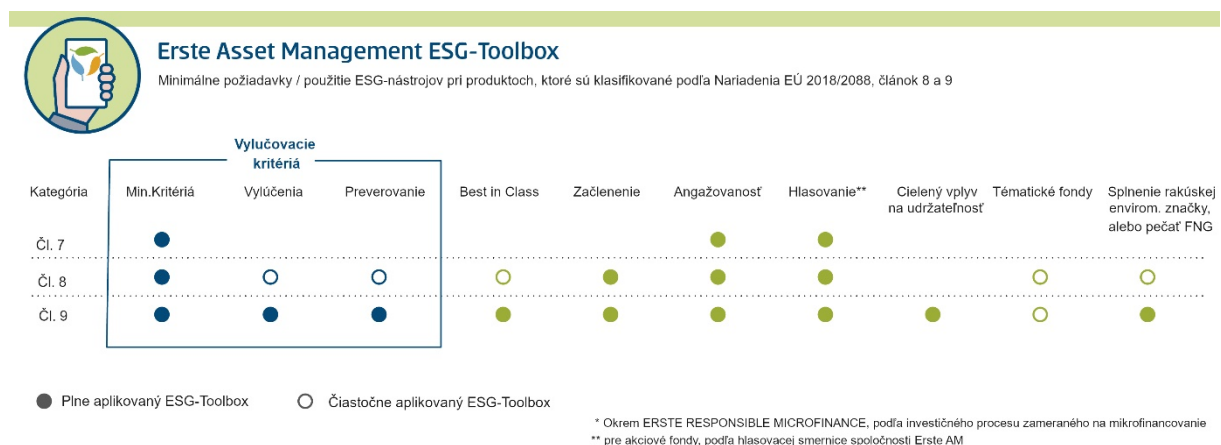 Erste Asset Management ESG-Toolbox
Minimálne požiadavky / použitie ESG-nástrojov pri produktoch, ktoré sú klasifikované podľa Nariadenia EÚ 2018/2088, článok 8 a 9
Vylučovacie
kritériá
Kategória Min.Kritériá Vylúčenia Preverovanie Best in Class Začlenenie Angažovanosť Hlasovanie** Cielený vplyv Tématické fondy Splnenie rakúskej
na udržateľnosť environ. značky,
alebo pečať FNG
Čl. 7
Čl. 8
Čl. 9
Plne aplikovaný ESG-Toolbox Čiastočne aplikovaný ESG-Toolbox
* Okrem ERSTE RESPONSIBLE MICROFINANCE, podľa investičného procesu zameraného na mikrofinancovanie
** pre akciové fondy, podľa hlasovacej smernice spoločnosti Erste AM